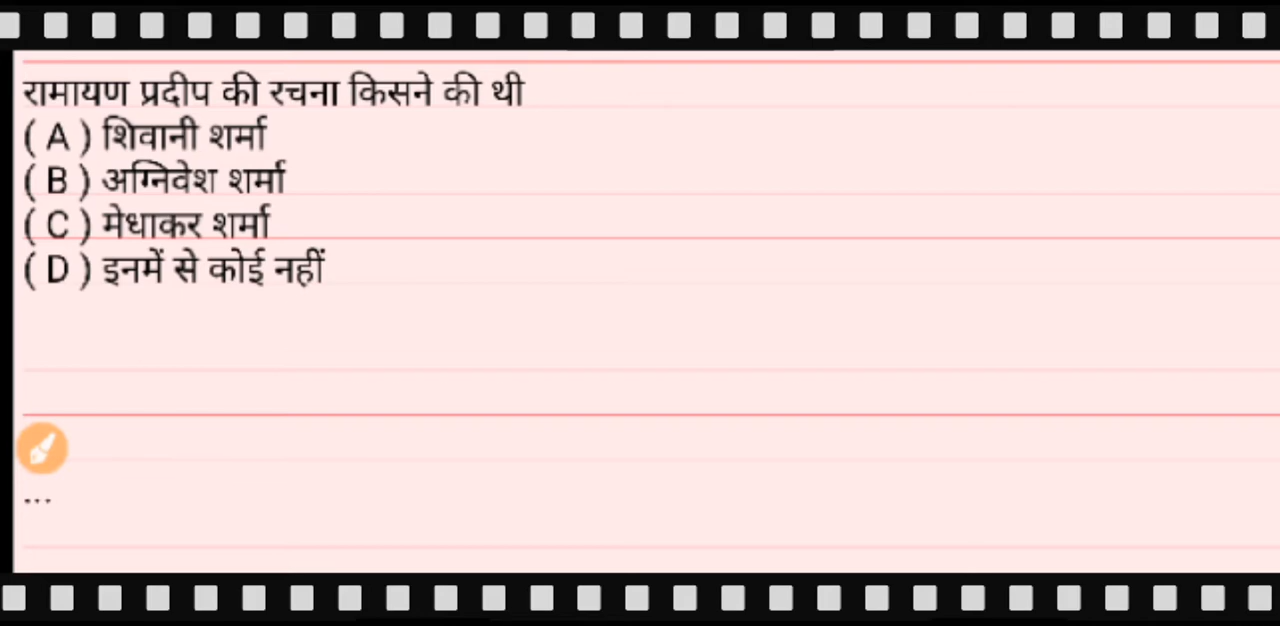 रामायण प्रदीप की रचना किसने की थी
( A ) शिवानी शर्मा
( B ) अग्निवेश शर्मा
( C ) मेधाकर शर्मा
( D ) इनमें से कोई नहीं
...